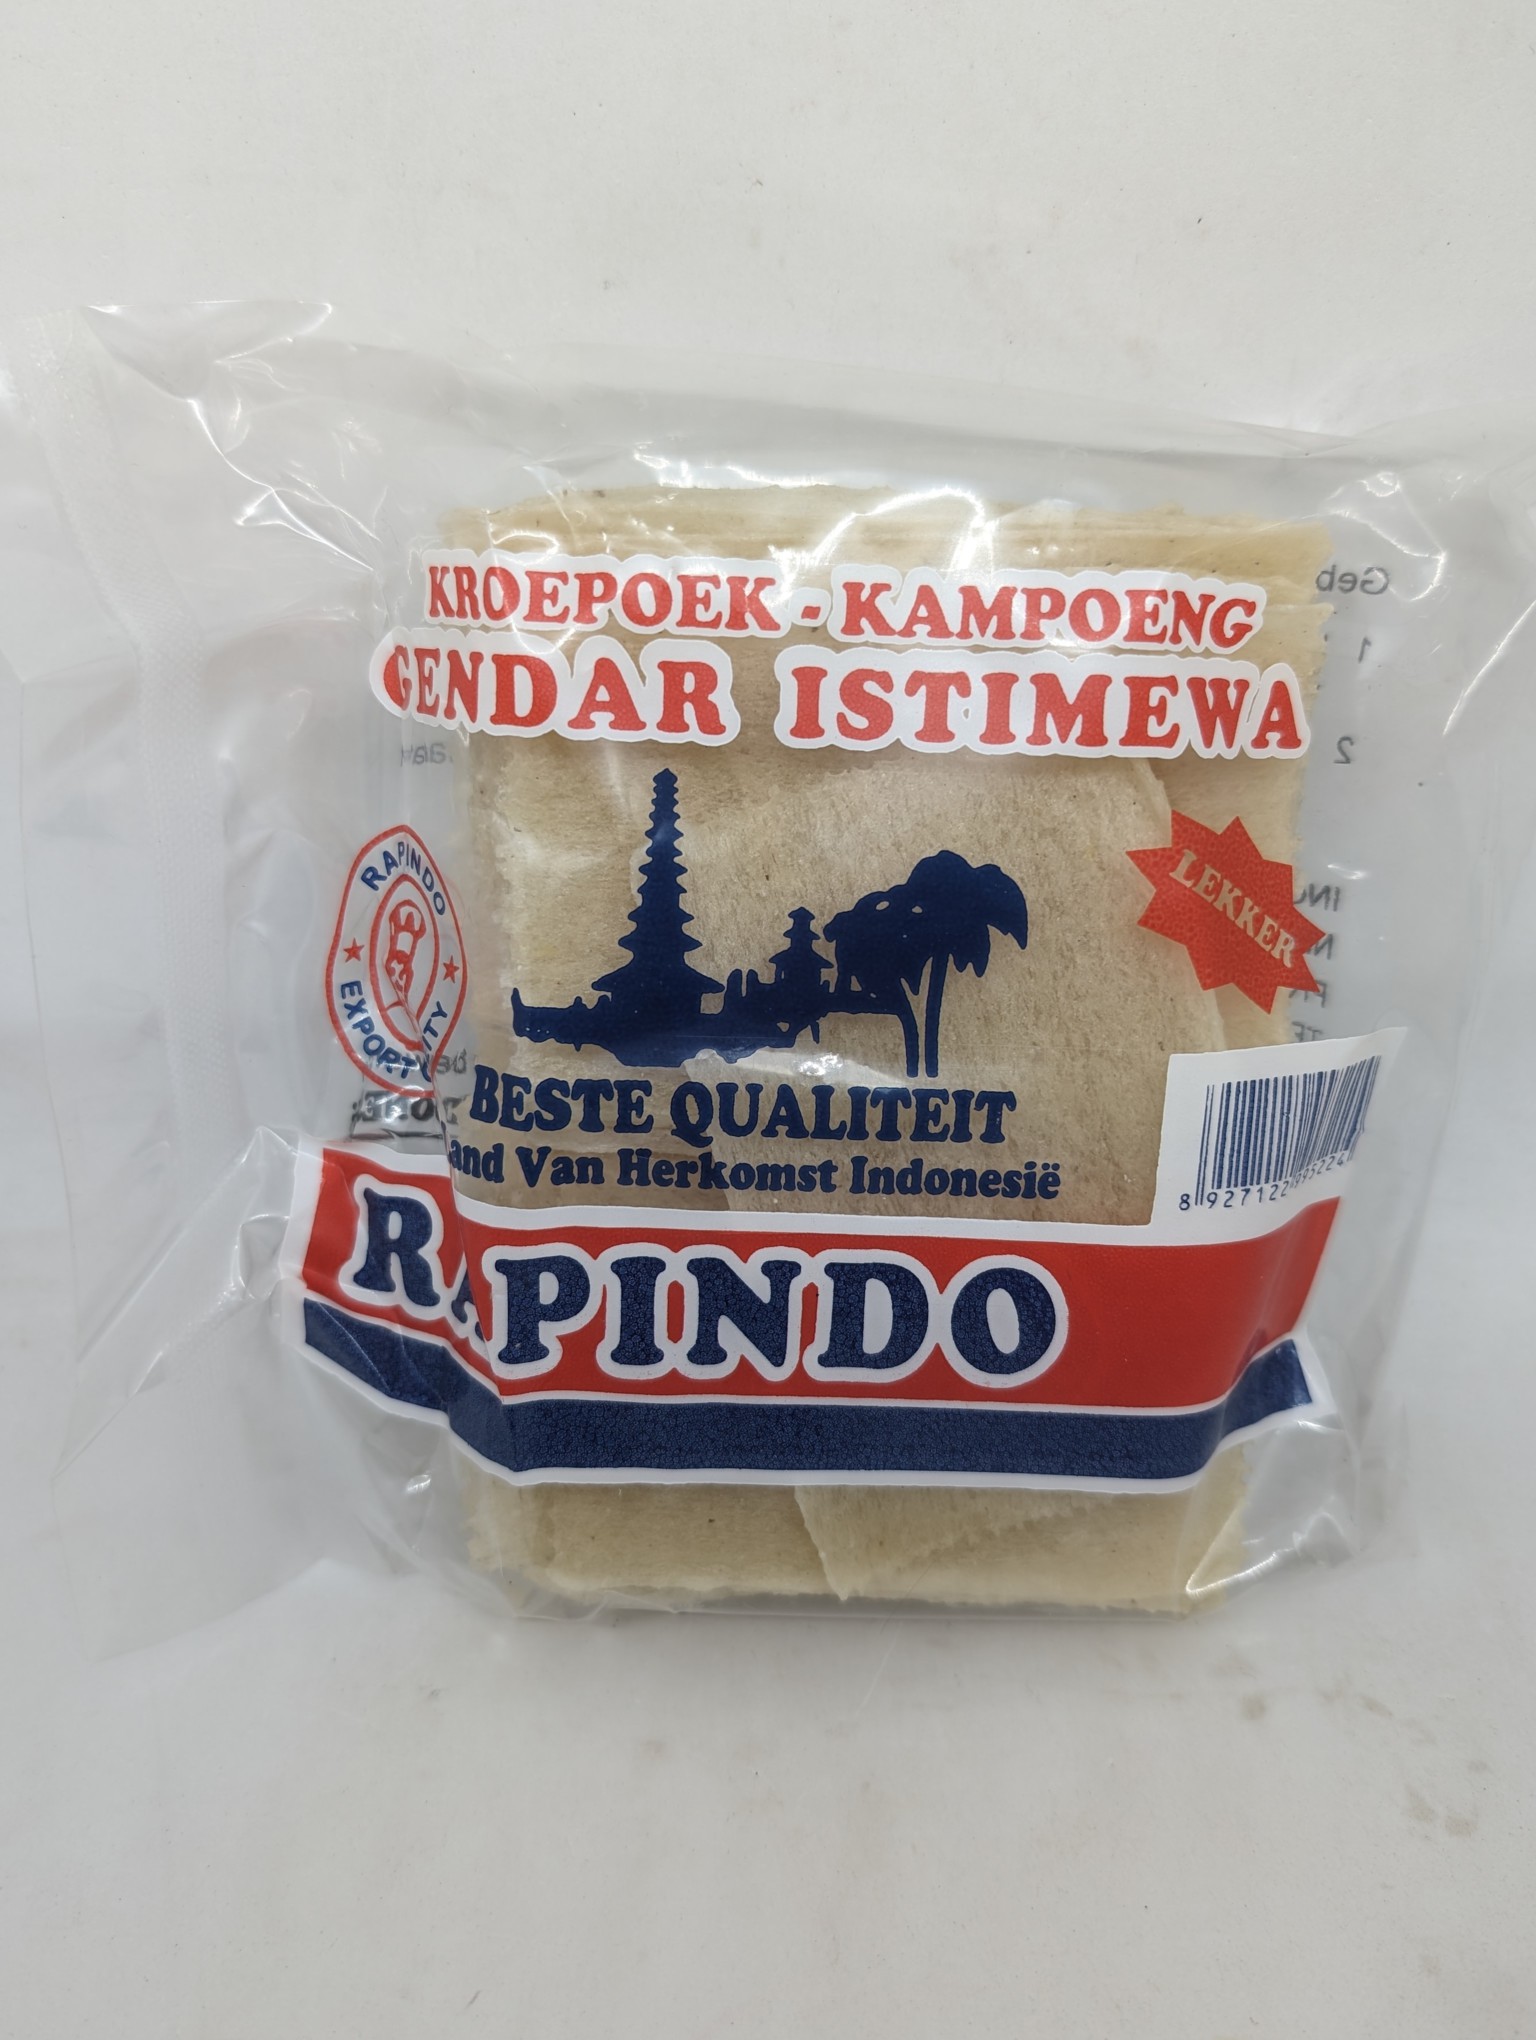 KROEPOEK - KAMPOENG
GENDAR ISTIMEWA
RAPINDO
EXPORT
LEKKER
BESTE QUALITEIT
Land Van Herkomst Indonesië
RAPINDO